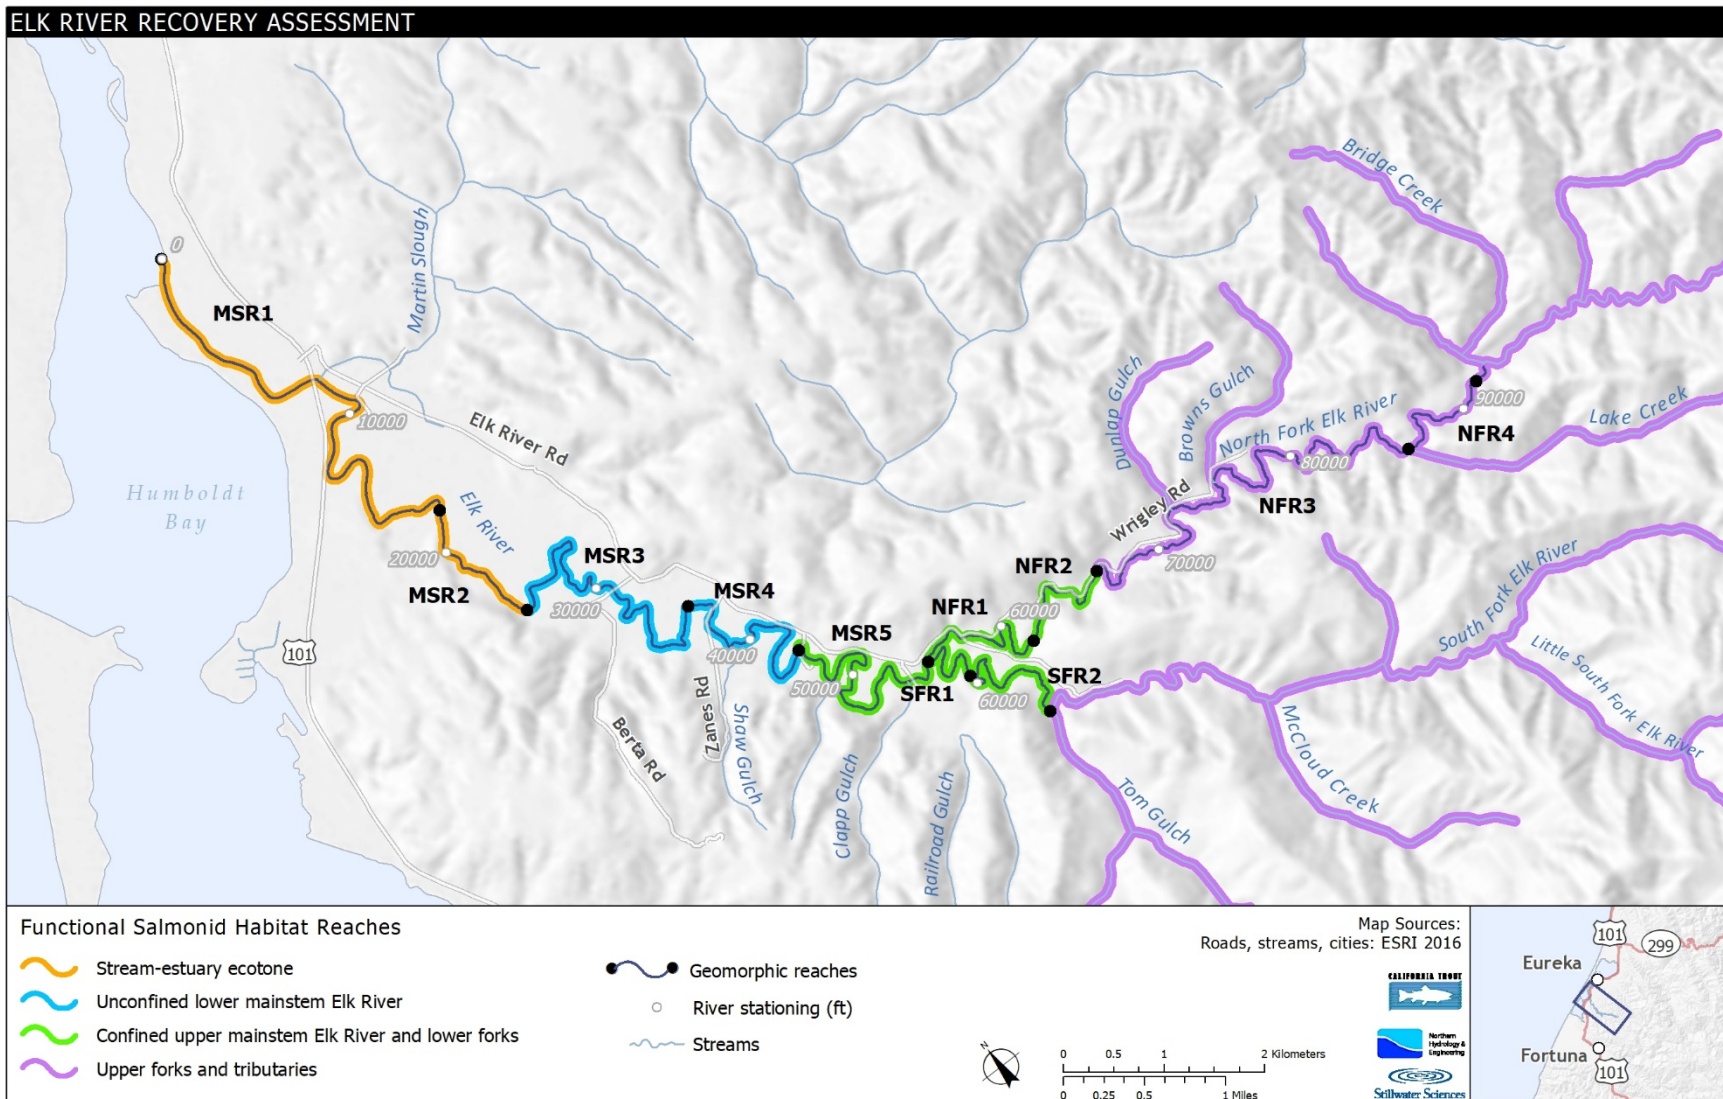 ELK RIVER RECOVERY ASSESSMENT
0
MSR1
Martin Slough
10000
Elk River Rd
Humboldt
Bay
Elk River
20000
MSR2
MSR3
30000
MSR4
40000
MSR5
50000
101
Berta Rd
Zanes Rd
Shaw Gulch
Clapp Gulch
Railroad Gulch
SFR1
60000
SFR2
NFR1
60000
NFR2
Tom Gulch
Dunlap Gulch
Browns Gulch
Wrigley Rd
70000
North Fork Elk River
80000
NFR3
NFR4
90000
Bridge Creek
Lake Creek
South Fork Elk River
Little South Fork Elk River
McCloud Creek
Functional Salmonid Habitat Reaches
Stream-estuary ecotone
Unconfined lower mainstem Elk River
Confined upper mainstem Elk River and lower forks
Upper forks and tributaries
Geomorphic reaches
River stationing (ft)
Streams
N
0 0.5 1 2 Kilometers
0 0.25 0.5 1 Miles
Map Sources:
Roads, streams, cities: ESRI 2016
CALIFORNIA TROUT
Northern
Hydrology &
Engineering
Stillwater Sciences
101
299
Eureka
Fortuna
101